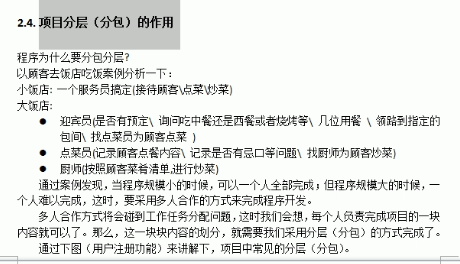 2.4. 项目分层（分包）的作用
程序为什么要分包分层?
以顾客去饭店吃饭案例分析一下：
小饭店: 一个服务员搞定(接待顾客\点菜\炒菜)
大饭店:
● 迎宾员(是否有预定\ 询问吃中餐还是西餐或者烧烤等\ 几位用餐 \ 领路到指定的
包间\ 找点菜员为顾客点菜 )
● 点菜员(记录顾客点餐内容\ 记录是否有忌口等问题\ 找厨师为顾客炒菜)
● 厨师(按照顾客菜肴清单,进行炒菜)
通过案例发现，当程序规模小的时候，可以一个人全部完成；但程序规模大的时候，一
个人难以完成，这时，要采用多人合作的方式来完成程序开发。
多人合作方式将会碰到工作任务分配问题，这时我们会想，每个人负责完成项目的一块
内容就可以了。那么，这一块块内容的划分，就需要我们采用分层（分包）的方式完成了。
通过下图（用户注册功能）来讲解下，项目中常见的分层（分包）。